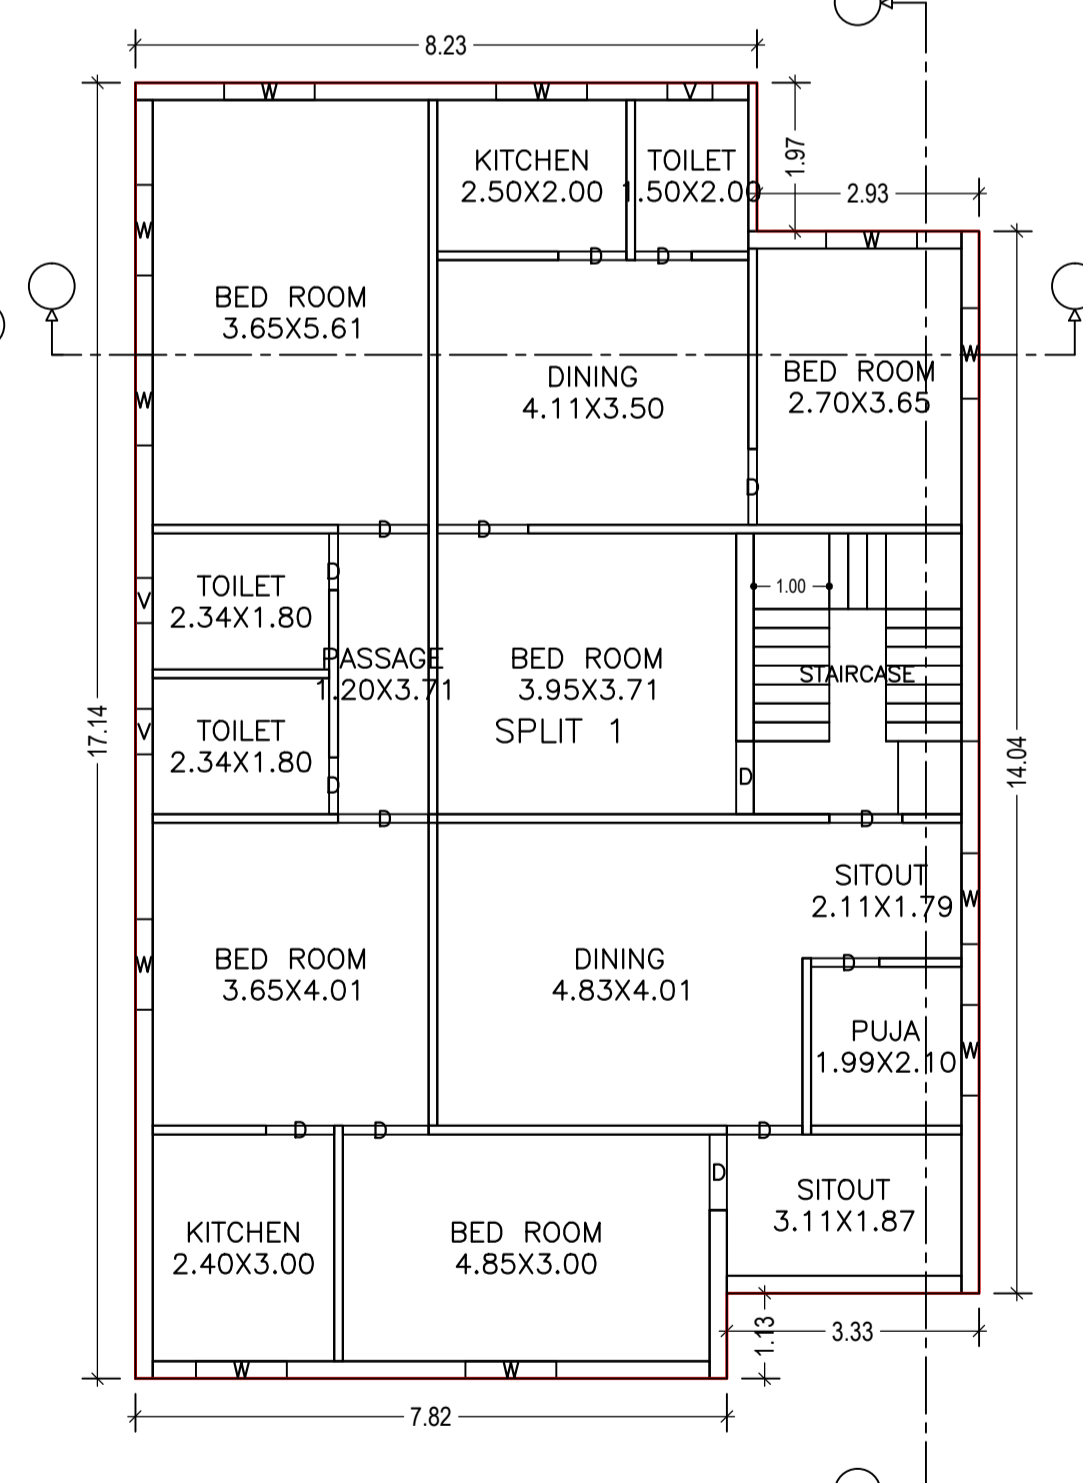 8.23
W
W
V
KITCHEN
2.50X2.00
TOILET
1.50X2.00
1.97
2.93
W
W
D
D
BED ROOM
3.65X5.61
W
DINING
4.11X3.50
BED ROOM
2.70X3.65
W
D
D
D
TOILET
2.34X1.80
V
D
1.00
PASSAGE
1.20X3.71
BED ROOM
3.95X3.71
SPLIT 1
STAIRCASE
17.14
TOILET
2.34X1.80
V
D
D
14.04
D
D
SITOUT
2.11X1.79
W
BED ROOM
3.65X4.01
W
DINING
4.83X4.01
D
PUJA
1.99X2.10
W
D
D
D
D
SITOUT
3.11X1.87
KITCHEN
2.40X3.00
BED ROOM
4.85X3.00
1.13
3.33
W
W
7.82